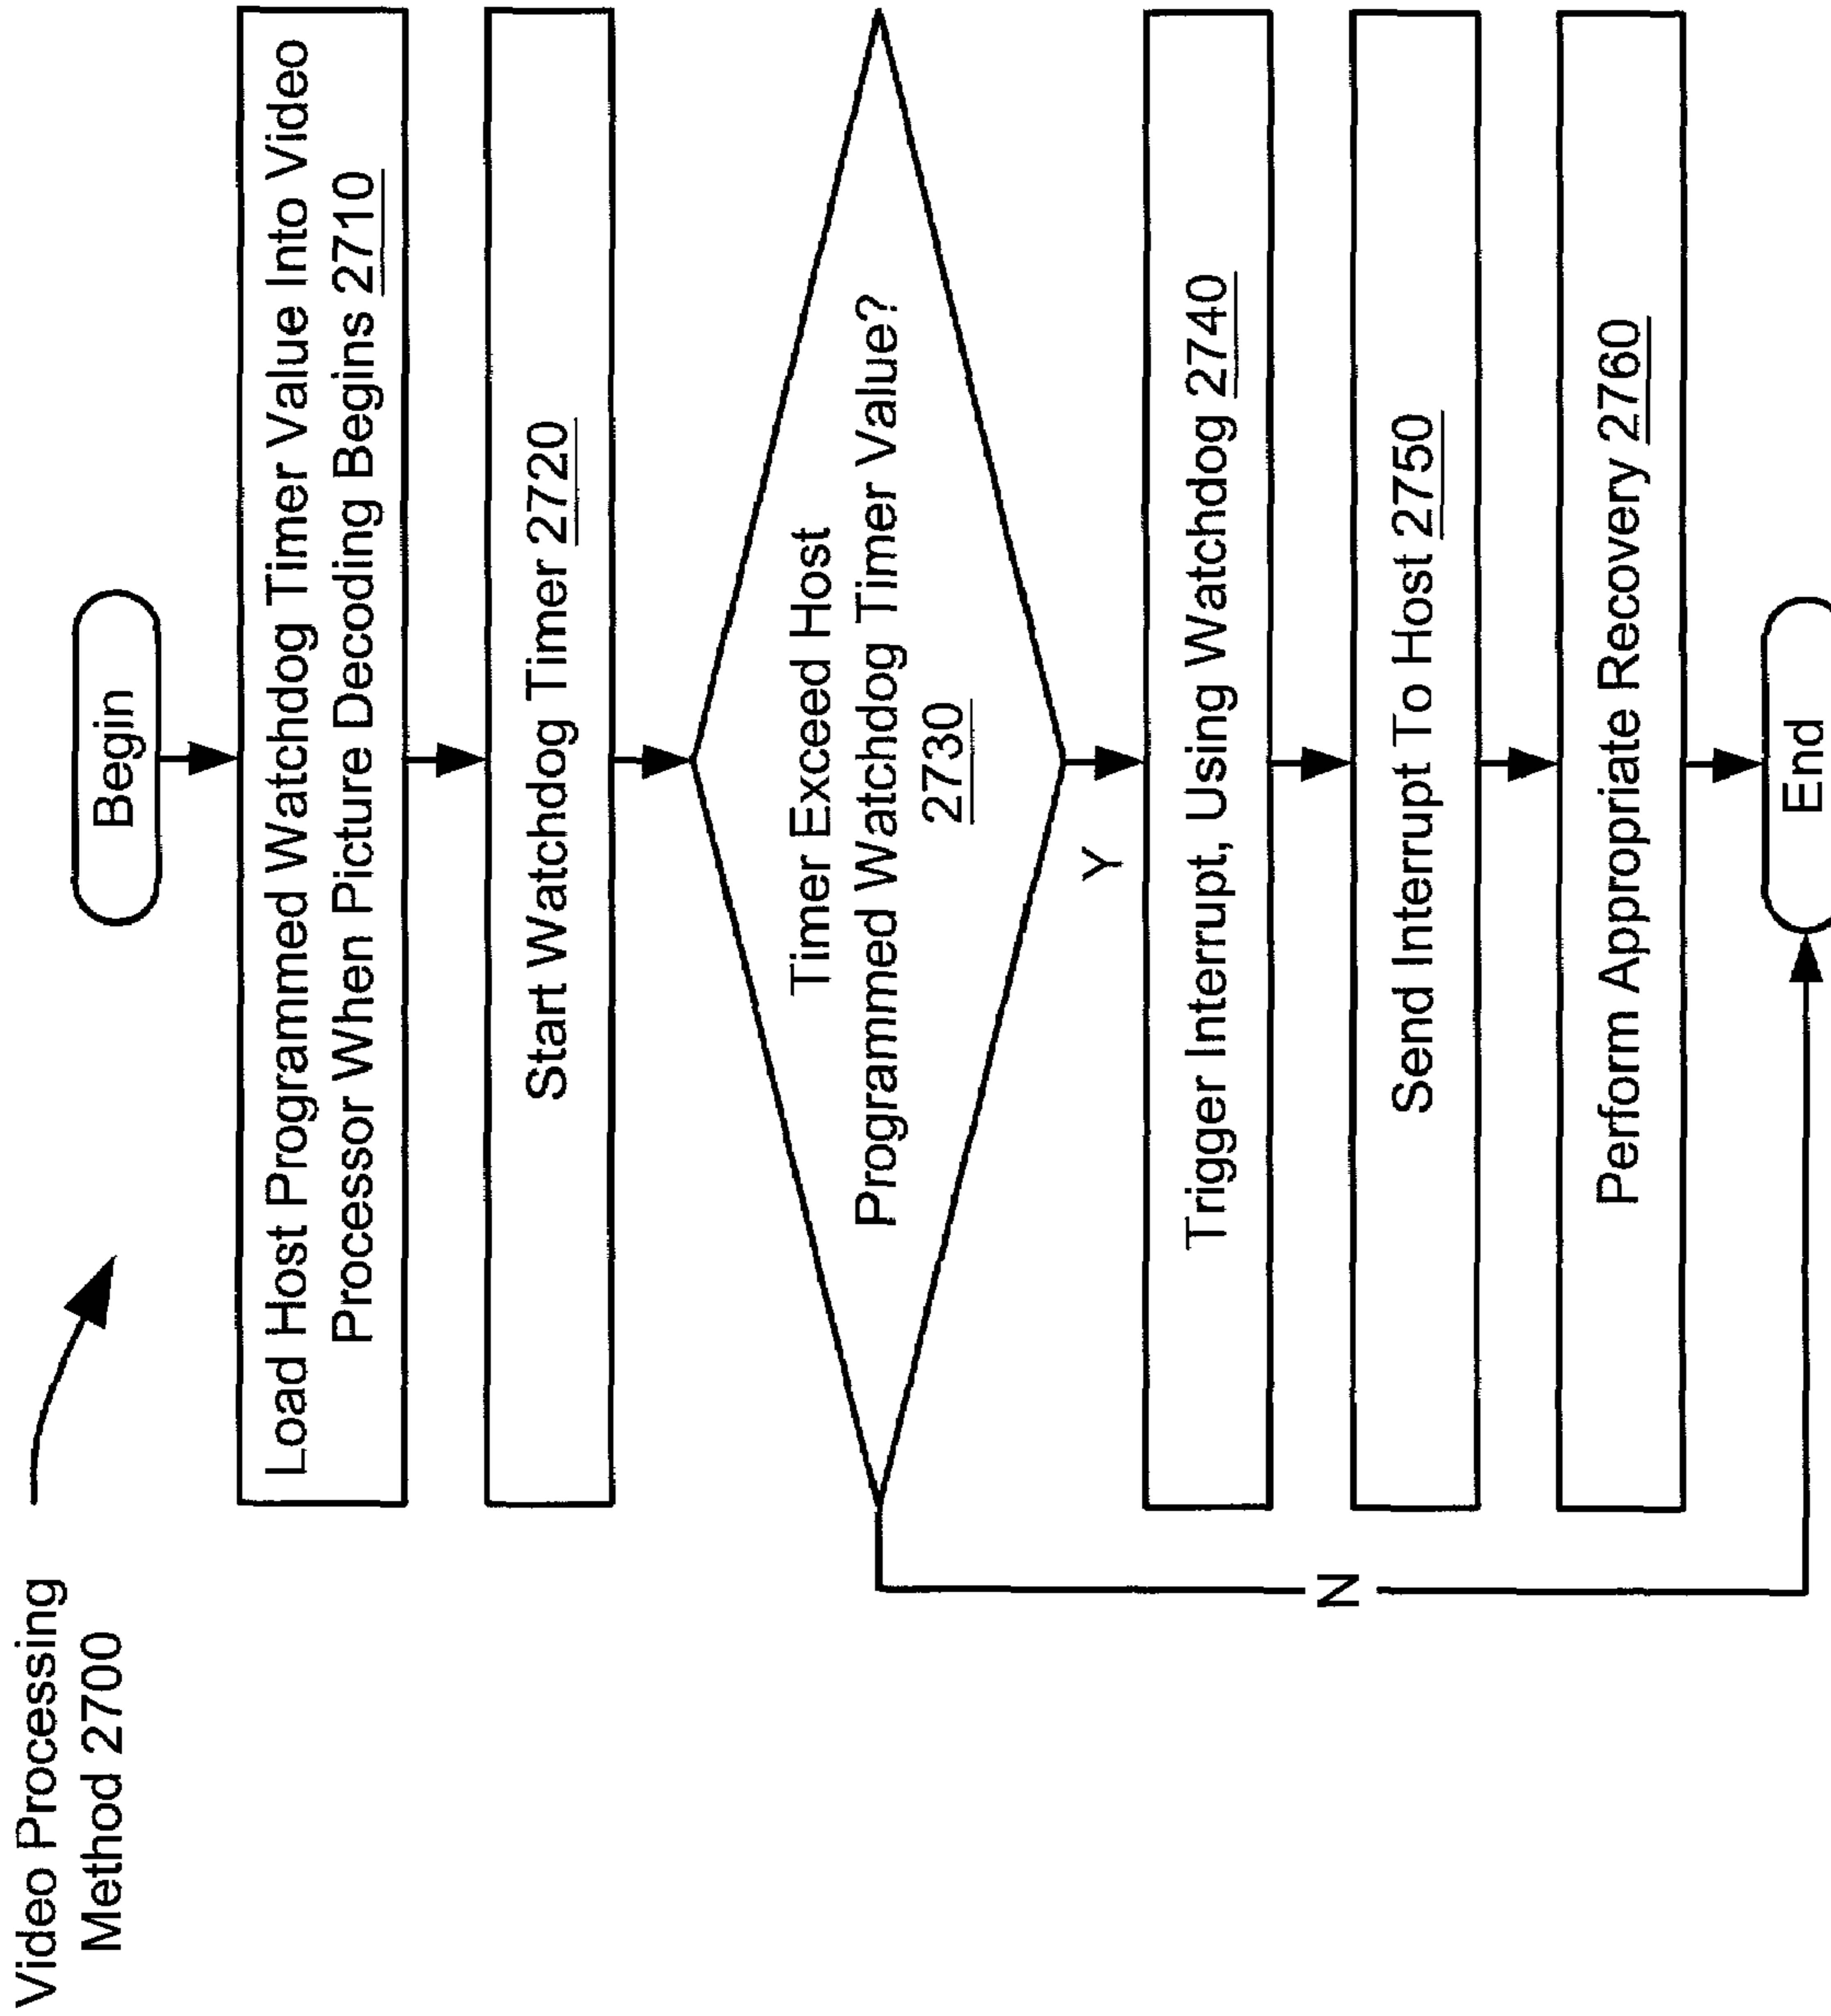 Video Processing
Method 2700
Begin
Load Host Programmed Watchdog Timer Value Into Video
Processor When Picture Decoding Begins 2710
Start Watchdog Timer 2720
Timer Exceed Host
Programmed Watchdog Timer Value?
2730
Y
N
Trigger Interrupt, Using Watchdog 2740
Send Interrupt To Host 2750
Perform Appropriate Recovery 2760
End